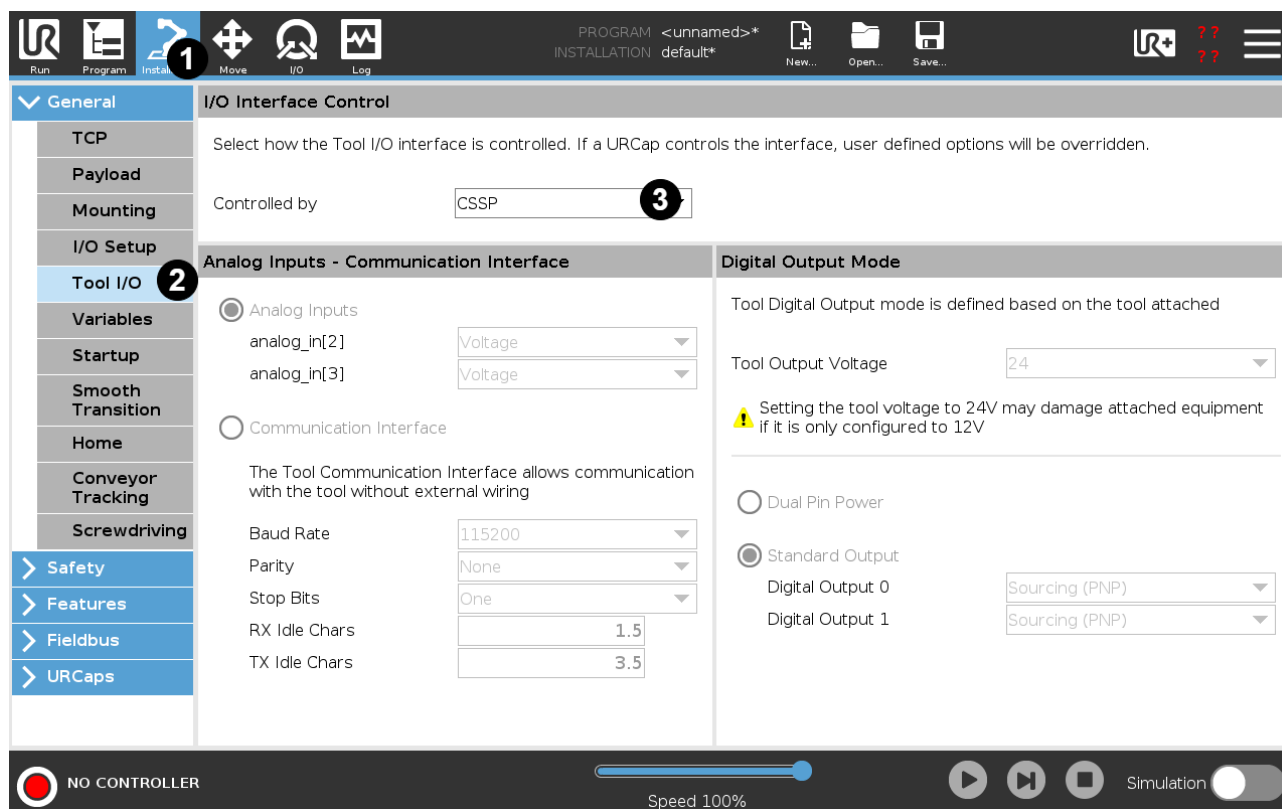 PROGRAM <unnamed>*
INSTALLATION default*
UR
Run
Program
Instal
1
Move
I/O
Log
New...
Open...
Save...
UR+
? ?
? ?
General
TCP
Payload
Mounting
I/O Setup
Tool I/O
2
Variables
Startup
Smooth
Transition
Home
Conveyor
Tracking
Screwdriving
Safety
Features
Fieldbus
URCaps
I/O Interface Control
Select how the Tool I/O interface is controlled. If a URCap controls the interface, user defined options will be overridden.
Controlled by CSSP 3
Analog Inputs - Communication Interface
Analog Inputs
analog_in[2] Voltage
analog_in[3] Voltage
Communication Interface
The Tool Communication Interface allows communication
with the tool without external wiring
Baud Rate 115200
Parity None
Stop Bits One
RX Idle Chars 1.5
TX Idle Chars 3.5
Digital Output Mode
Tool Digital Output mode is defined based on the tool attached
Tool Output Voltage 24
Setting the tool voltage to 24V may damage attached equipment
if it is only configured to 12V
Dual Pin Power
Standard Output
Digital Output 0 Sourcing (PNP)
Digital Output 1 Sourcing (PNP)
NO CONTROLLER
Speed 100%
Simulation